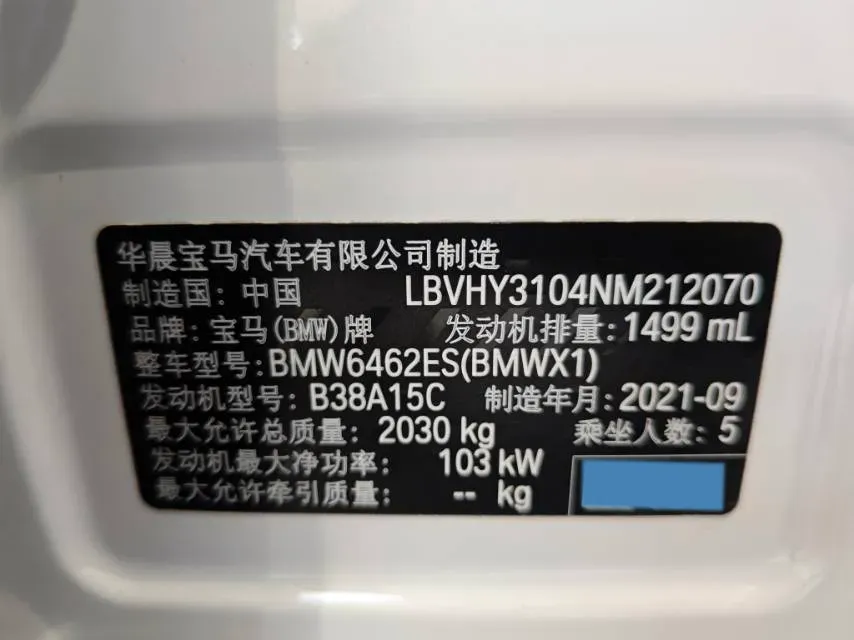 华晨宝马汽车有限公司制造
制造国: 中国 LBVHY3104NM212070
品牌: 宝马(BMW)牌 发动机排量: 1499 mL
整车型号: BMW6462ES(BMWX1)
发动机型号: B38A15C 制造年月: 2021-09
最大允许总质量: 2030 kg 乘坐人数: 5
发动机最大净功率: 103 kW
最大允许牵引质量: -- kg